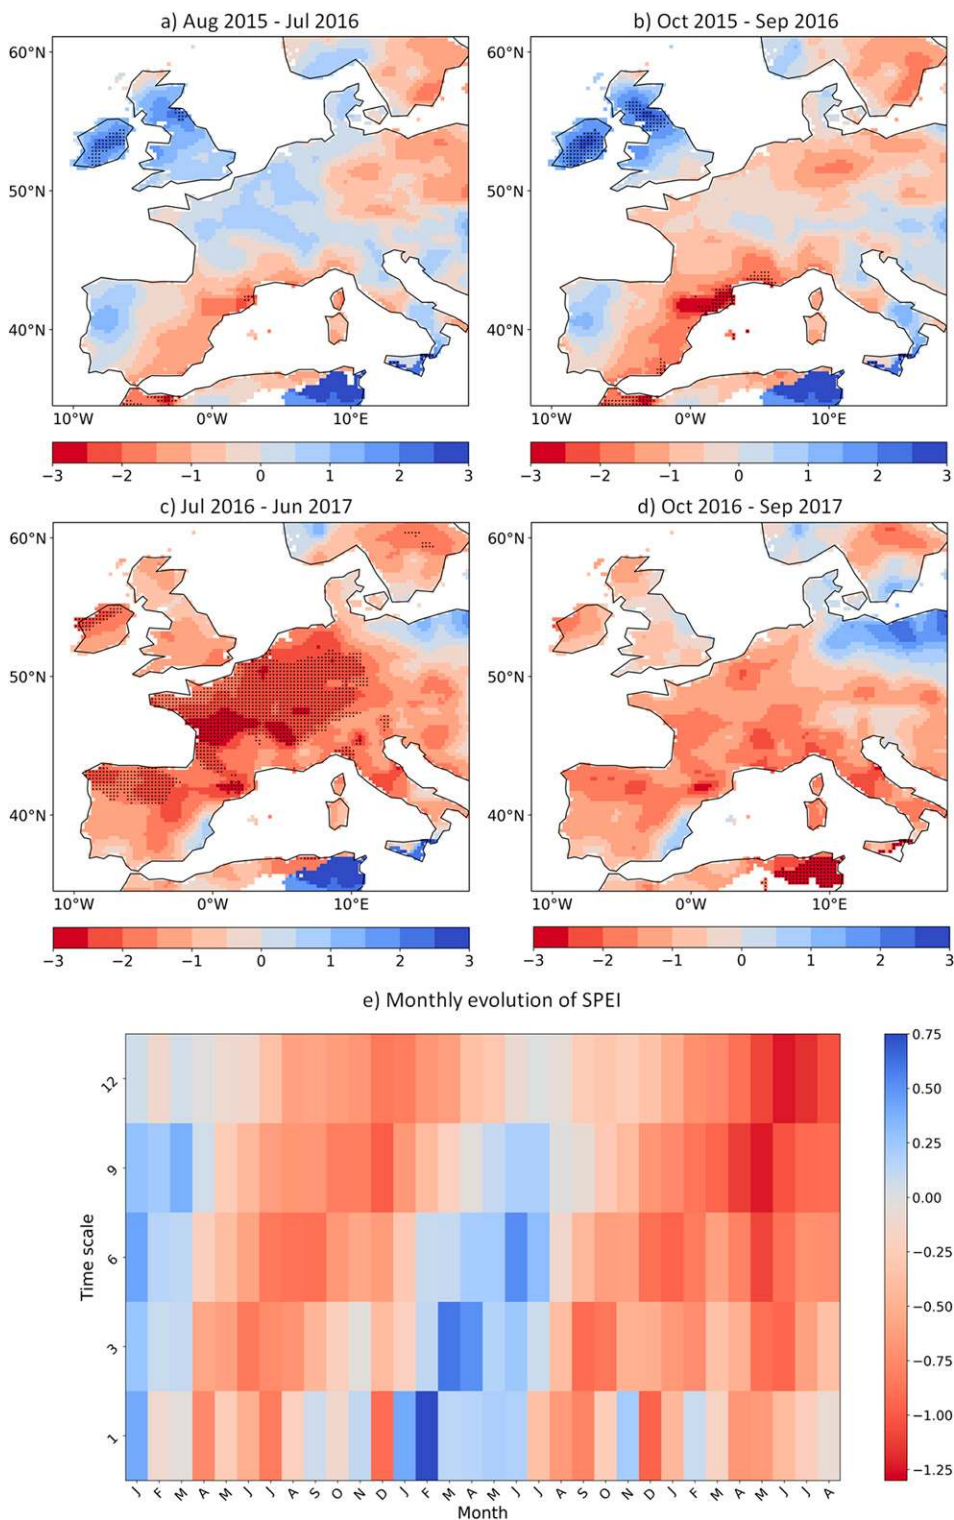 a) Aug 2015 - Jul 2016
b) Oct 2015 - Sep 2016
60°N
50°N
40°N
10°W 0°W 10°E
−3 −2 −1 0 1 2 3
60°N
50°N
40°N
10°W 0°W 10°E
−3 −2 −1 0 1 2 3
c) Jul 2016 - Jun 2017
d) Oct 2016 - Sep 2017
60°N
50°N
40°N
10°W 0°W 10°E
−3 −2 −1 0 1 2 3
60°N
50°N
40°N
10°W 0°W 10°E
−3 −2 −1 0 1 2 3
e) Monthly evolution of SPEI
Time scale
12
9
6
3
1
J F M A M J J A S O N D J F M A M J J A S O N D J F M A M J J A
Month
0.75
0.50
0.25
0.00
−0.25
−0.50
−0.75
−1.00
−1.25